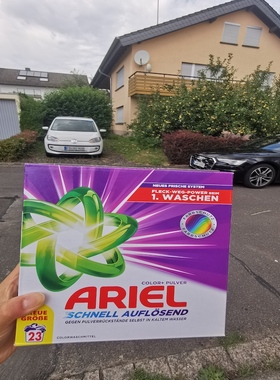 NEUES FRISCHE SYSTEM
FLECK-WEG-POWER BEIM
1. WASCHEN
COLOR+ PULVER
ARIEL
SCHNELL AUFLÖSEND
GEGEN PULVERRÜCKSTÄNDE SELBST IN KALTEM WASSER
NEUE
GRÖßE
23
COLORWASCHMITTEL